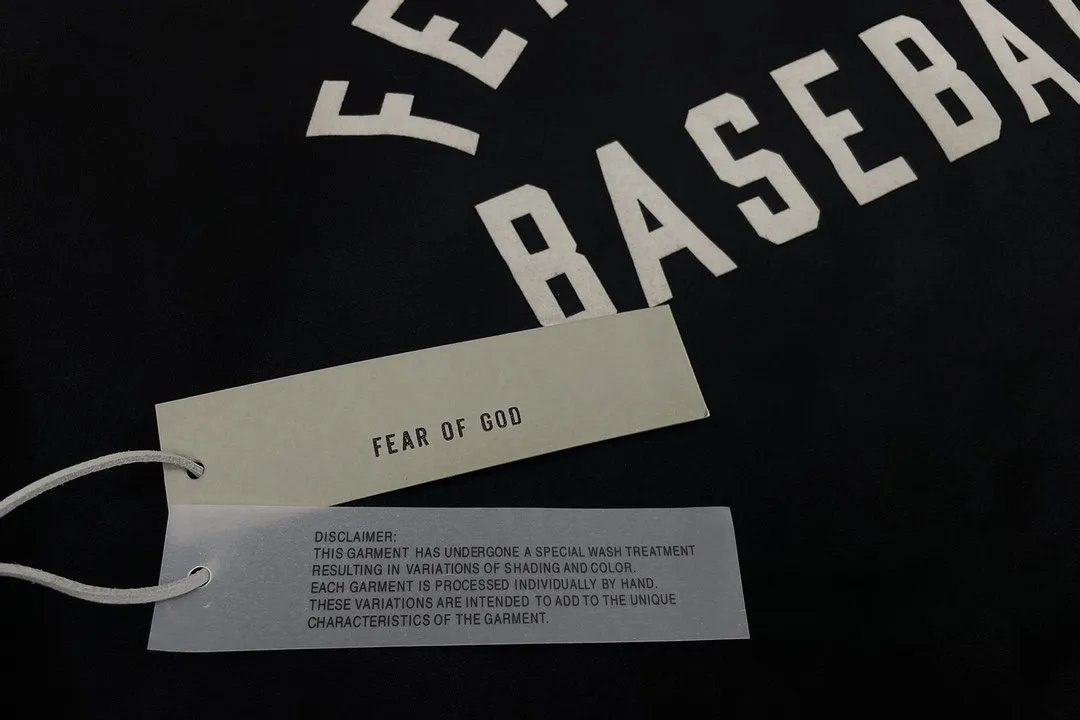 FE
BASEBA
FEAR OF GOD
DISCLAIMER:
THIS GARMENT HAS UNDERGONE A SPECIAL WASH TREATMENT
RESULTING IN VARIATIONS OF SHADING AND COLOR.
EACH GARMENT IS PROCESSED INDIVIDUALLY BY HAND.
THESE VARIATIONS ARE INTENDED TO ADD TO THE UNIQUE
CHARACTERISTICS OF THE GARMENT.